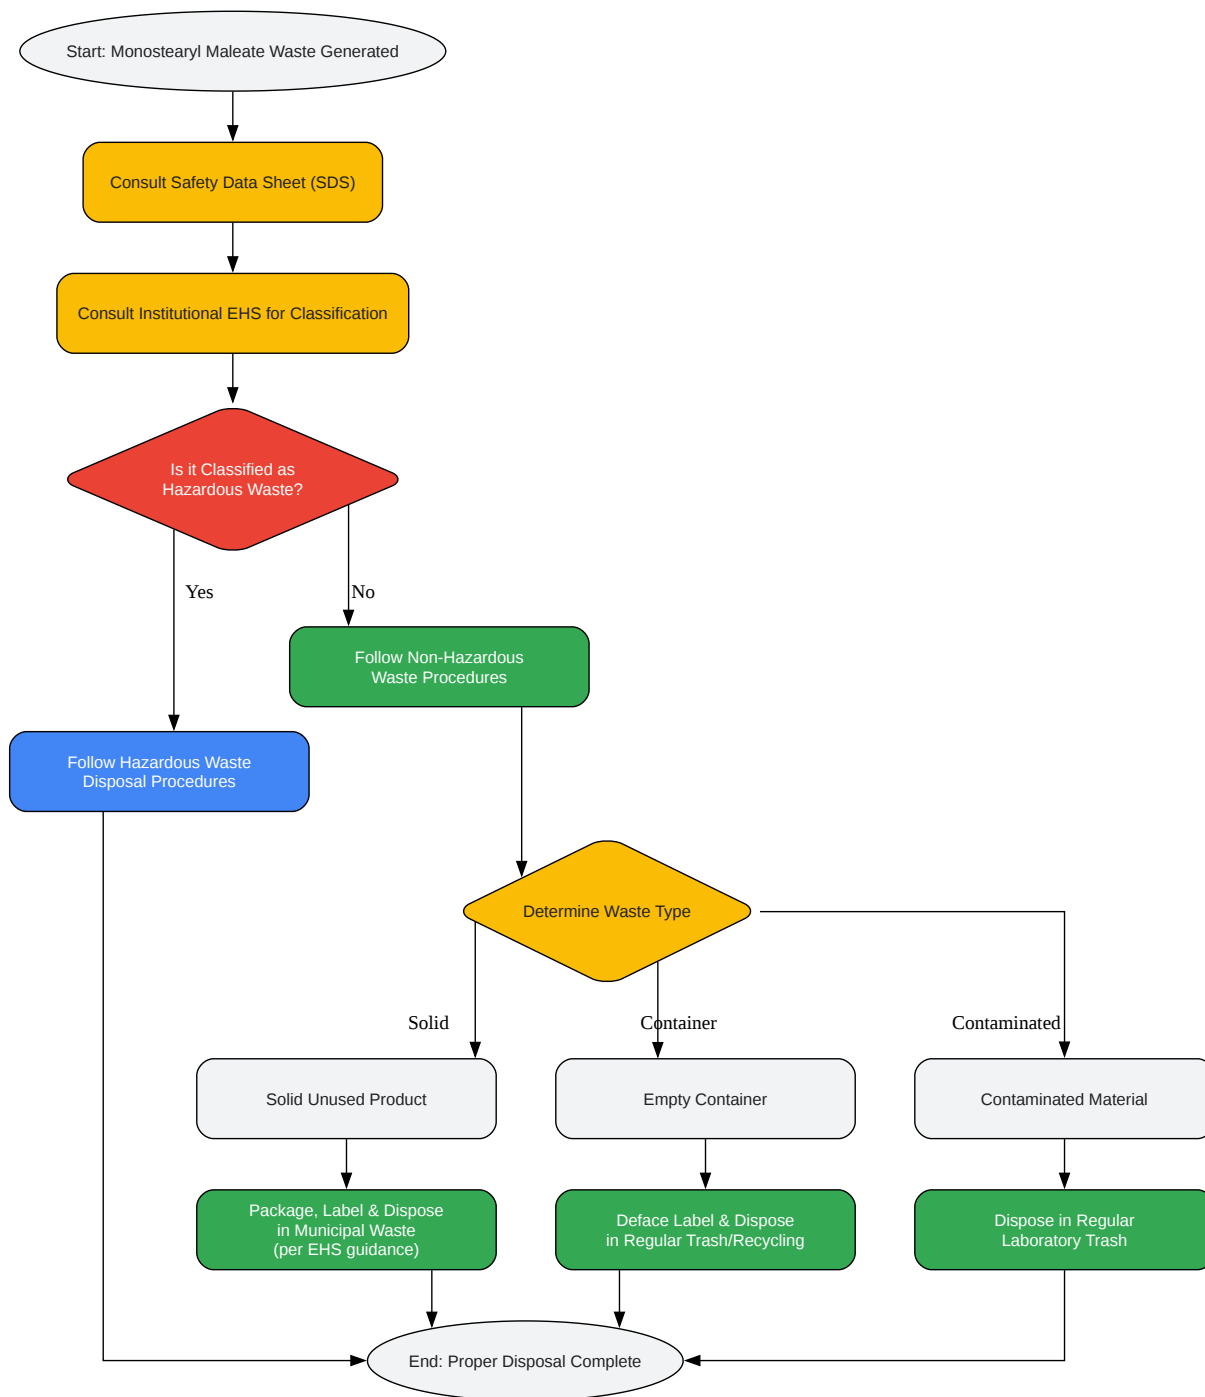 Start: Monostearyl Maleate Waste Generated
Consult Safety Data Sheet (SDS)
Consult Institutional EHS for Classification
Is it Classified as
Hazardous Waste?
Yes
No
Follow Non-Hazardous
Waste Procedures
Follow Hazardous Waste
Disposal Procedures
Determine Waste Type
Solid
Container
Contaminated
Solid Unused Product
Empty Container
Contaminated Material
Package, Label & Dispose
in Municipal Waste
(per EHS guidance)
Deface Label & Dispose
in Regular Trash/Recycling
Dispose in Regular
Laboratory Trash
End: Proper Disposal Complete